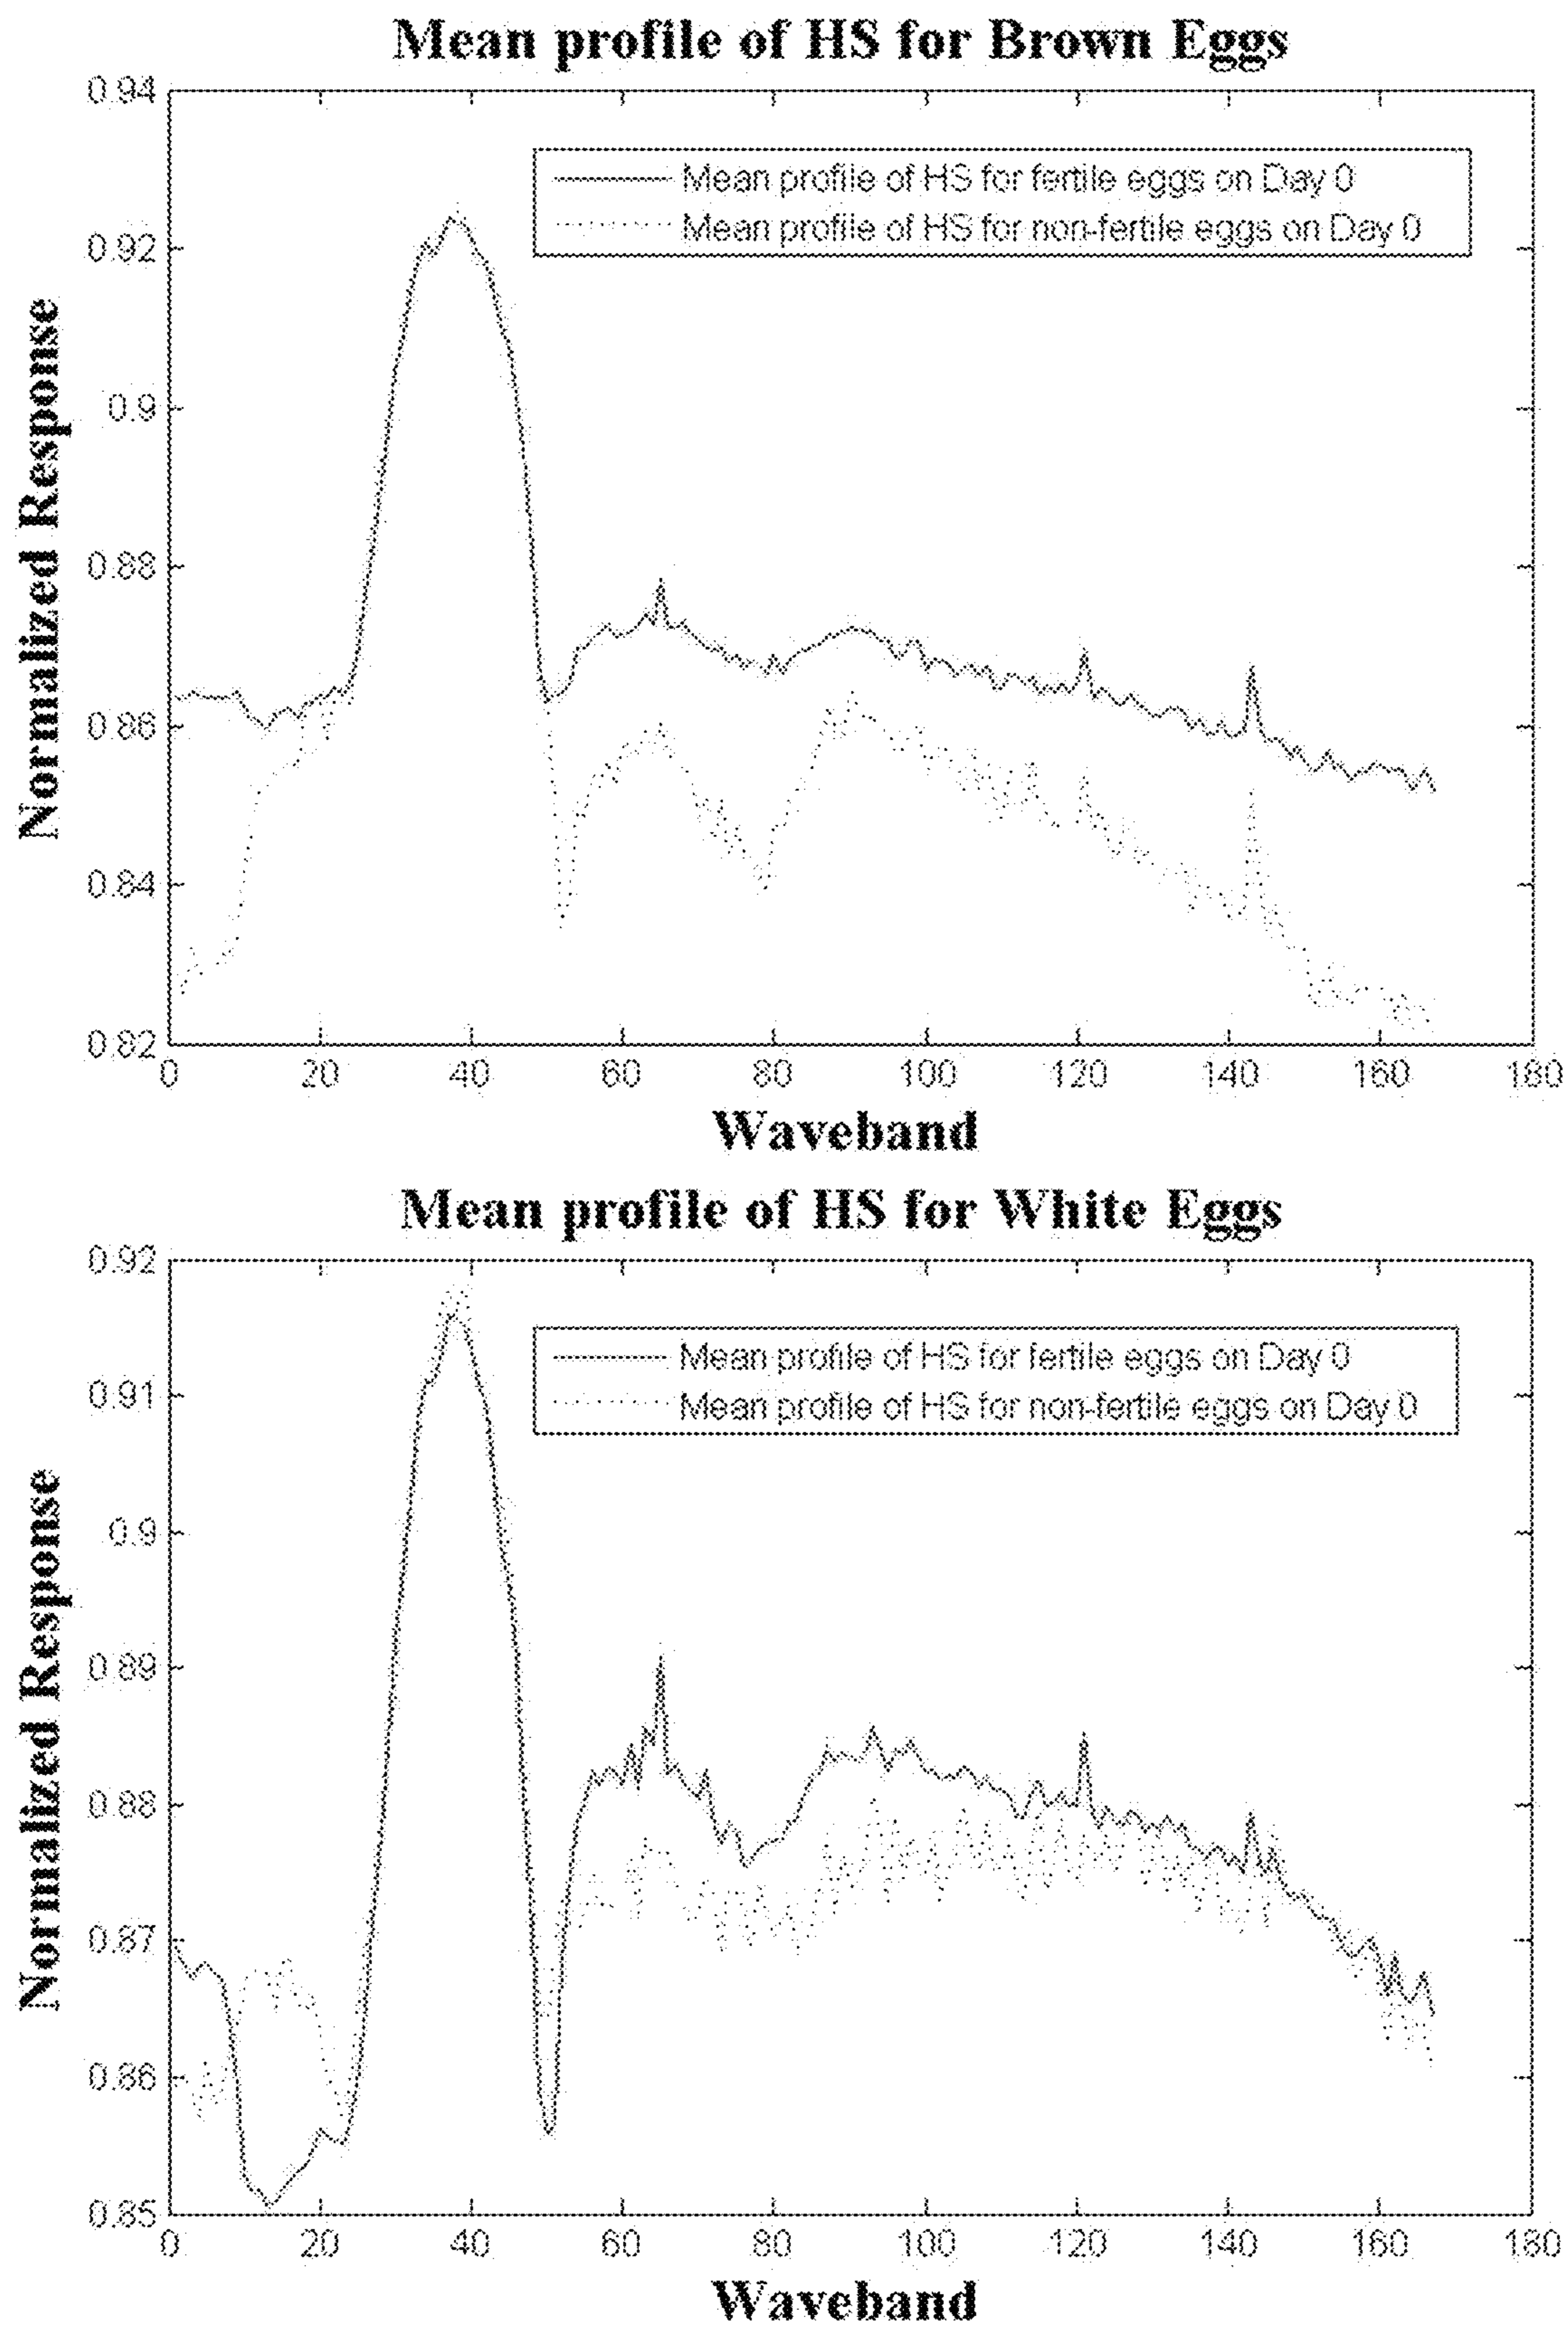 Mean profile of HS for Brown Eggs
0.94
0.92
0.9
0.88
0.86
0.84
0.82
Normalized Response
Mean profile of HS for fertile eggs on Day 0
Mean profile of HS for non-fertile eggs on Day 0
0 20 40 60 80 100 120 140 160 180
Waveband
Mean profile of HS for White Eggs
0.92
0.91
0.9
0.89
0.88
0.87
0.86
0.85
Normalized Response
Mean profile of HS for fertile eggs on Day 0
Mean profile of HS for non-fertile eggs on Day 0
0 20 40 60 80 100 120 140 160 180
Waveband